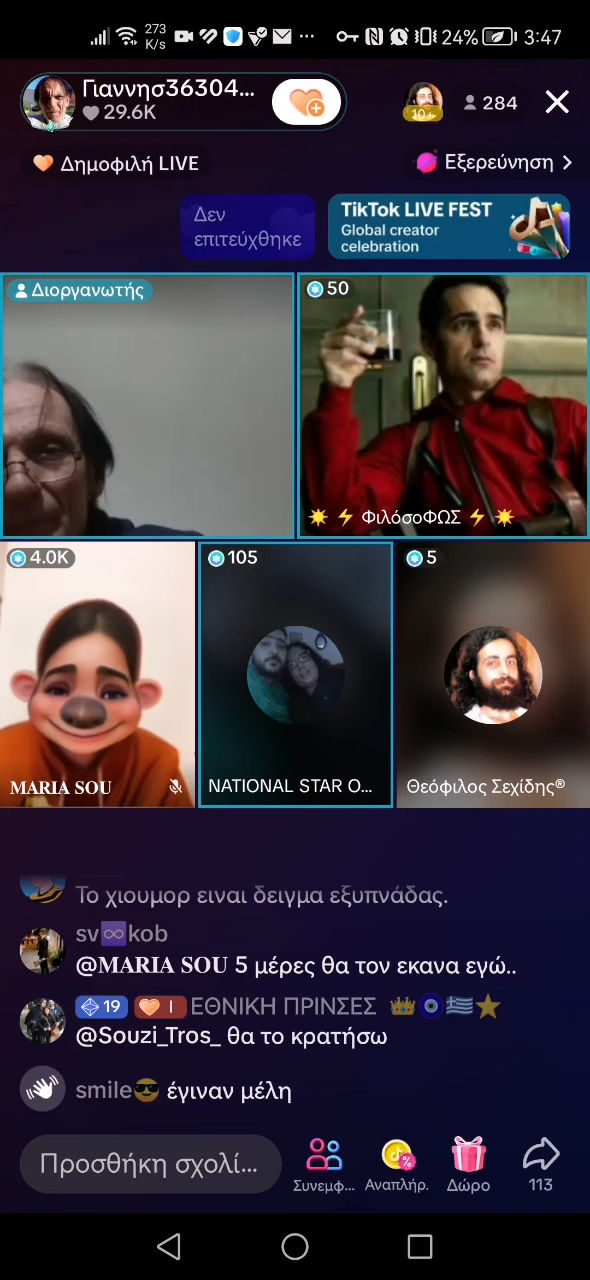 273
K/s
24%
3:47
Γιαννησ36304...
29.6K
10+
284
Δημοφιλή LIVE
Εξερεύνηση
Δεν
επιτεύχθηκε
TikTok LIVE FEST
Global creator
celebration
Διοργανωτής
50
ΦιλόσοΦΩΣ
4.0K
105
5
MARIA SOU
NATIONAL STAR O...
Θεόφιλος Σεχίδης®
Το χιουμορ ειναι δειγμα εξυπνάδας.
sv♾️kob
@MARIA SOU 5 μέρες θα τον εκανα εγώ..
19
I
ΕΘΝΙΚΗ ΠΡΙΝΣΕΣ
@Souzi_Tros_ θα το κρατήσω
smile😎 έγιναν μέλη
Προσθήκη σχολί...
Συνεμφ...
Αναπλήρ.
Δώρο
113